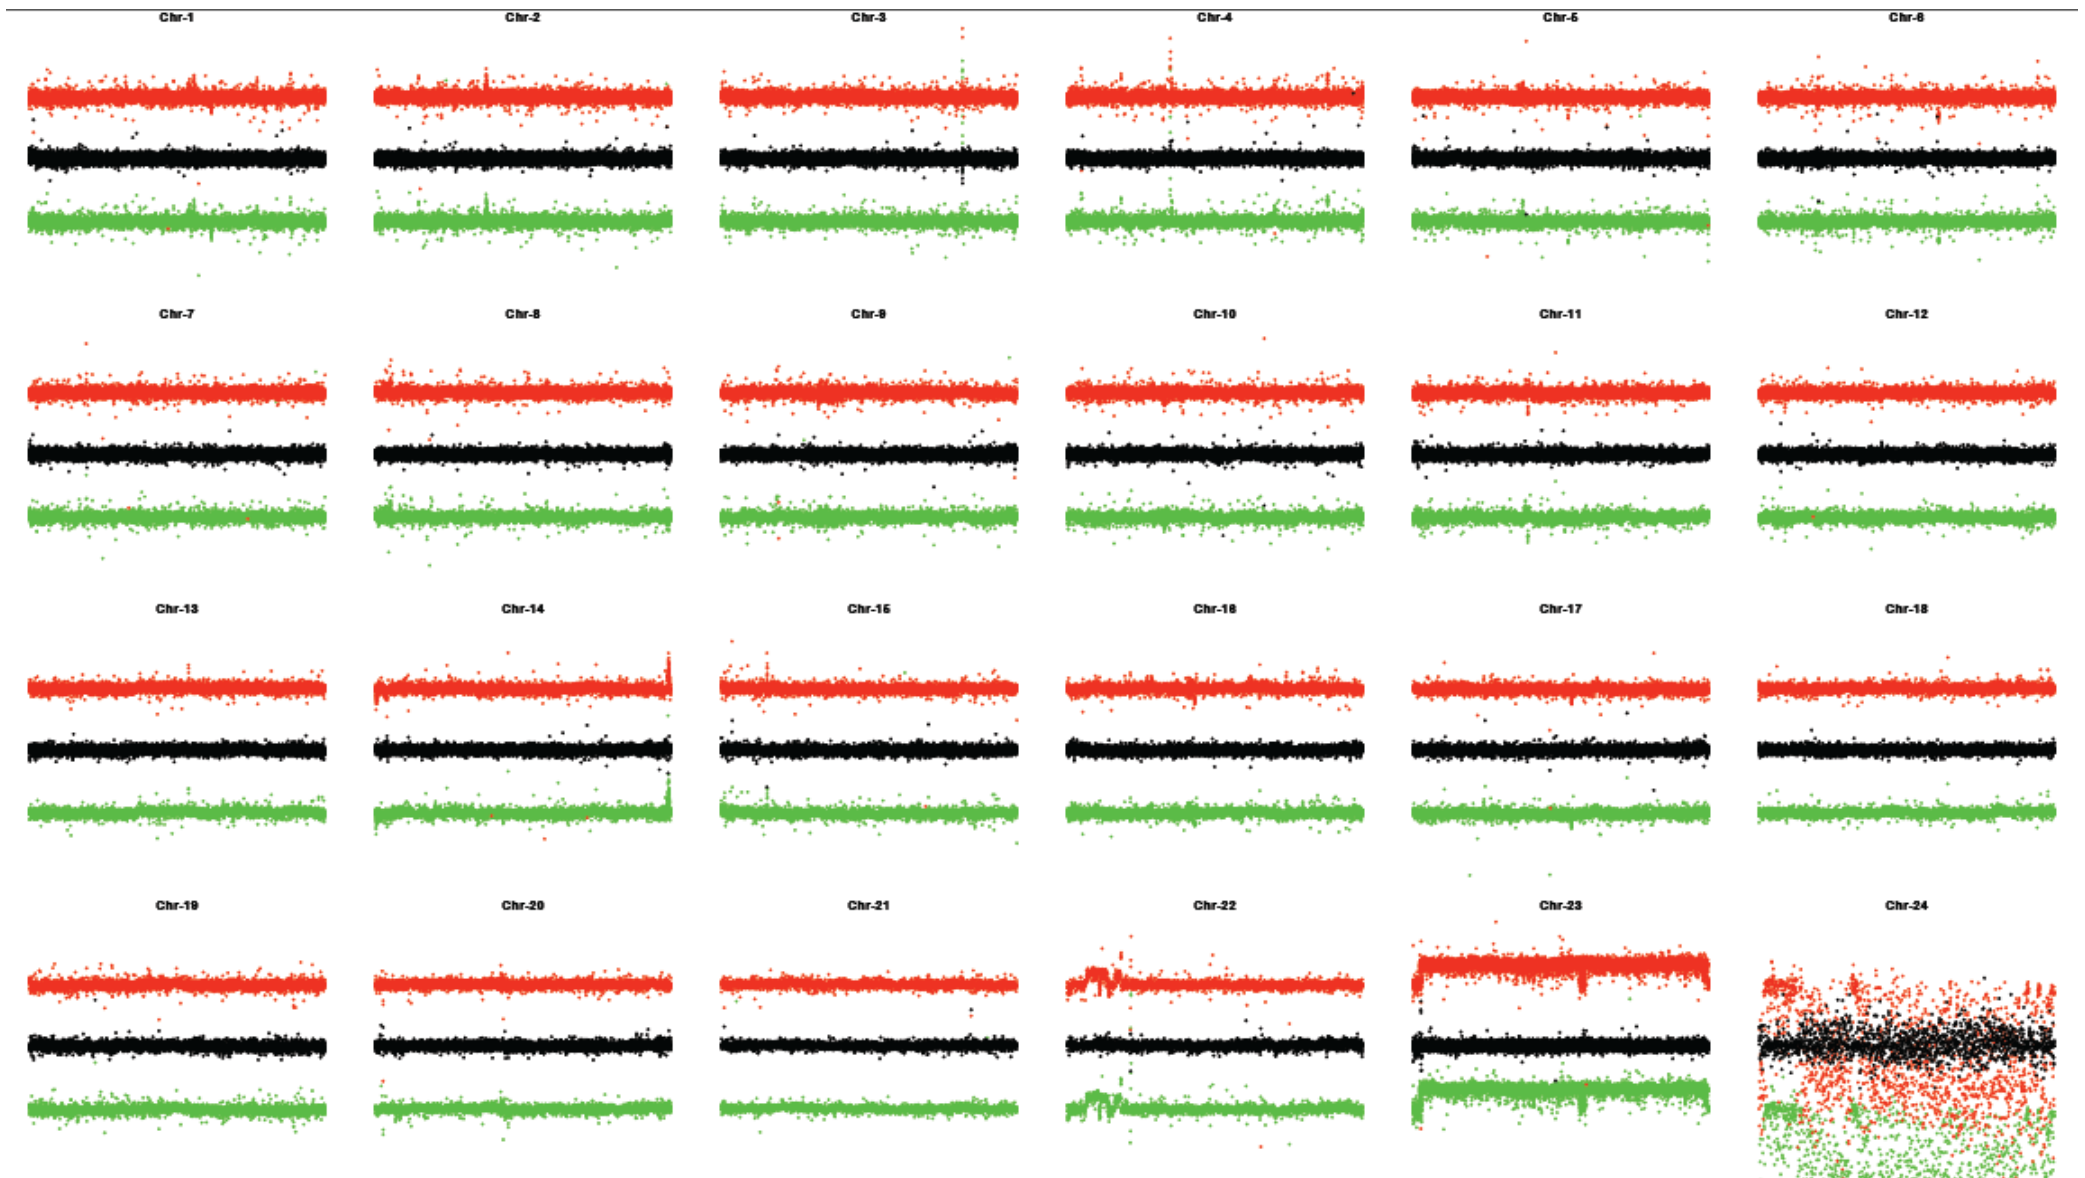 Chr-1 Chr-2 Chr-3 Chr-4 Chr-5 Chr-6
Chr-7 Chr-8 Chr-9 Chr-10 Chr-11 Chr-12
Chr-13 Chr-14 Chr-15 Chr-16 Chr-17 Chr-18
Chr-19 Chr-20 Chr-21 Chr-22 Chr-23 Chr-24